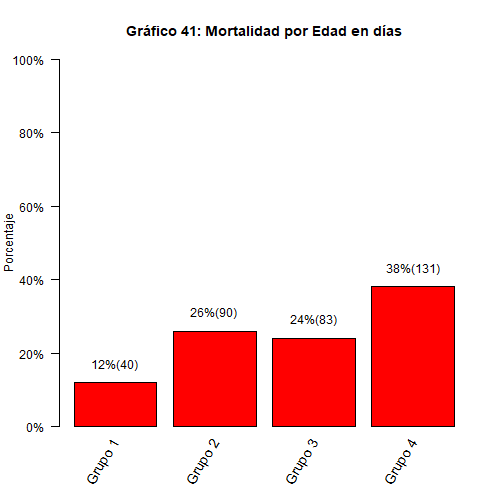 Gráfico 41: Mortalidad por Edad en días
Porcentaje
100%
80%
60%
40%
20%
0%
12%(40)
26%(90)
24%(83)
38%(131)
Grupo 1
Grupo 2
Grupo 3
Grupo 4